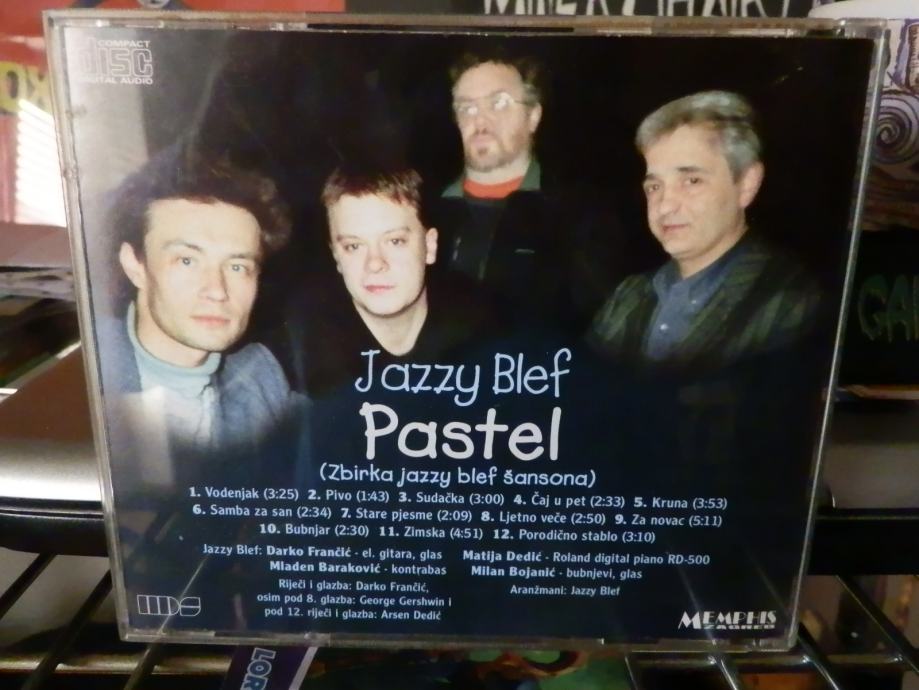 COMPACT
disc
DIGITAL AUDIO
Jazzy Blef
Pastel
(Zbirka jazzy blef šansona)
1. Vodenjak (3:25) 2. Pivo (1:43) 3. Sudačka (3:00) 4. Čaj u pet (2:33) 5. Kruna (3:53)
6. Samba za san (2:34) 7. Stare pjesme (2:09) 8. Ljetno veče (2:50) 9. Za novac (5:11)
10. Bubnjar (2:30) 11. Zimska (4:51) 12. Porodično stablo (3:10)
Jazzy Blef: Darko Frančić - el. gitara, glas Matija Dedić - Roland digital piano RD-500
Mladen Baraković - kontrabas Milan Bojanić - bubnjevi, glas
Riječi i glazba: Darko Frančić,
osim pod 8. glazba: George Gershwin i
pod 12. riječi i glazba: Arsen Dedić
Aranžmani: Jazzy Blef
MEMPHIS
ZAGREB
LOR